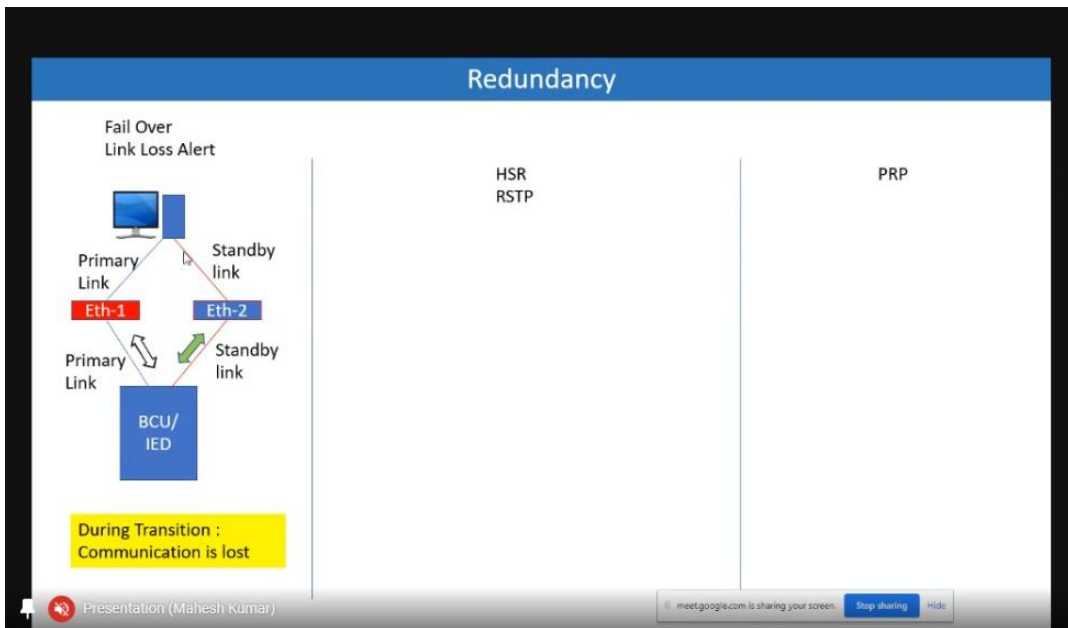 Redundancy
Fail Over
Link Loss Alert
Primary
Link
Standby
link
Eth-1
Eth-2
Primary
Link
Standby
link
BCU/
IED
During Transition :
Communication is lost
HSR
RSTP
PRP
Presentation (Mahesh Kumar)
meet.google.com is sharing your screen.
Stop sharing
Hide